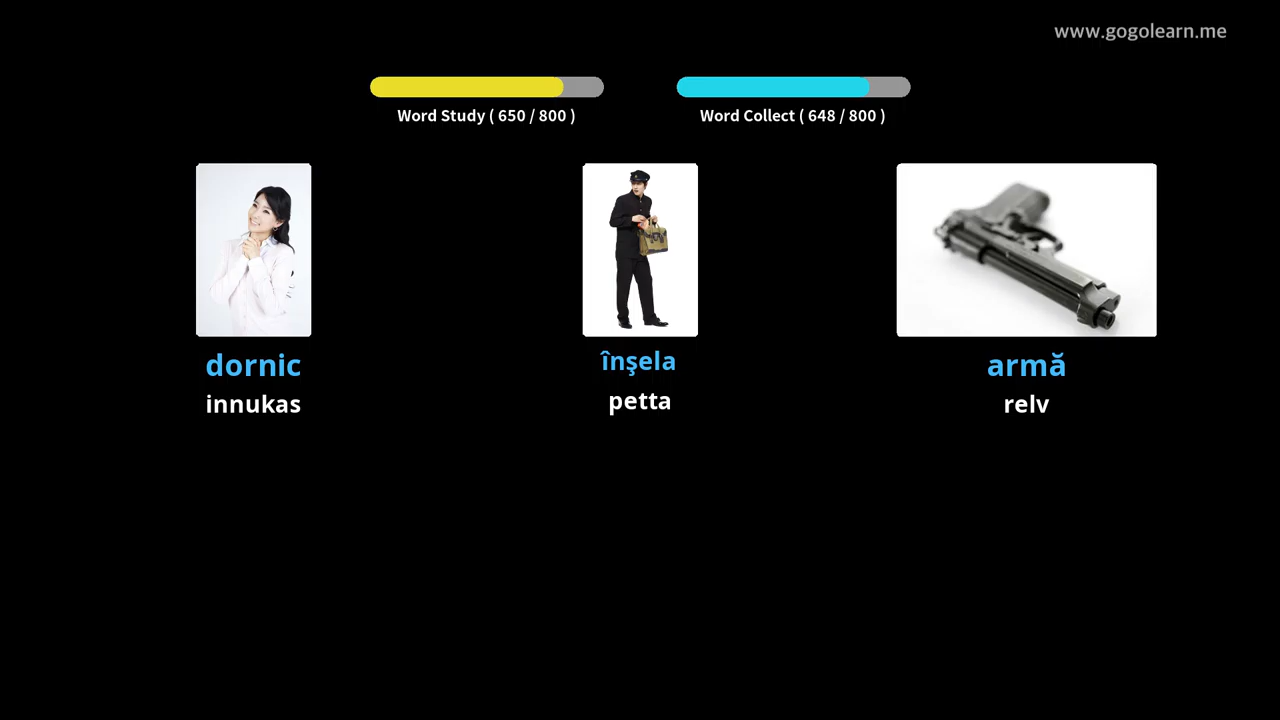 www.gogolearn.me
Word Study ( 650 / 800 )
Word Collect ( 648 / 800 )
dornic
innukas
înşela
petta
armă
relv